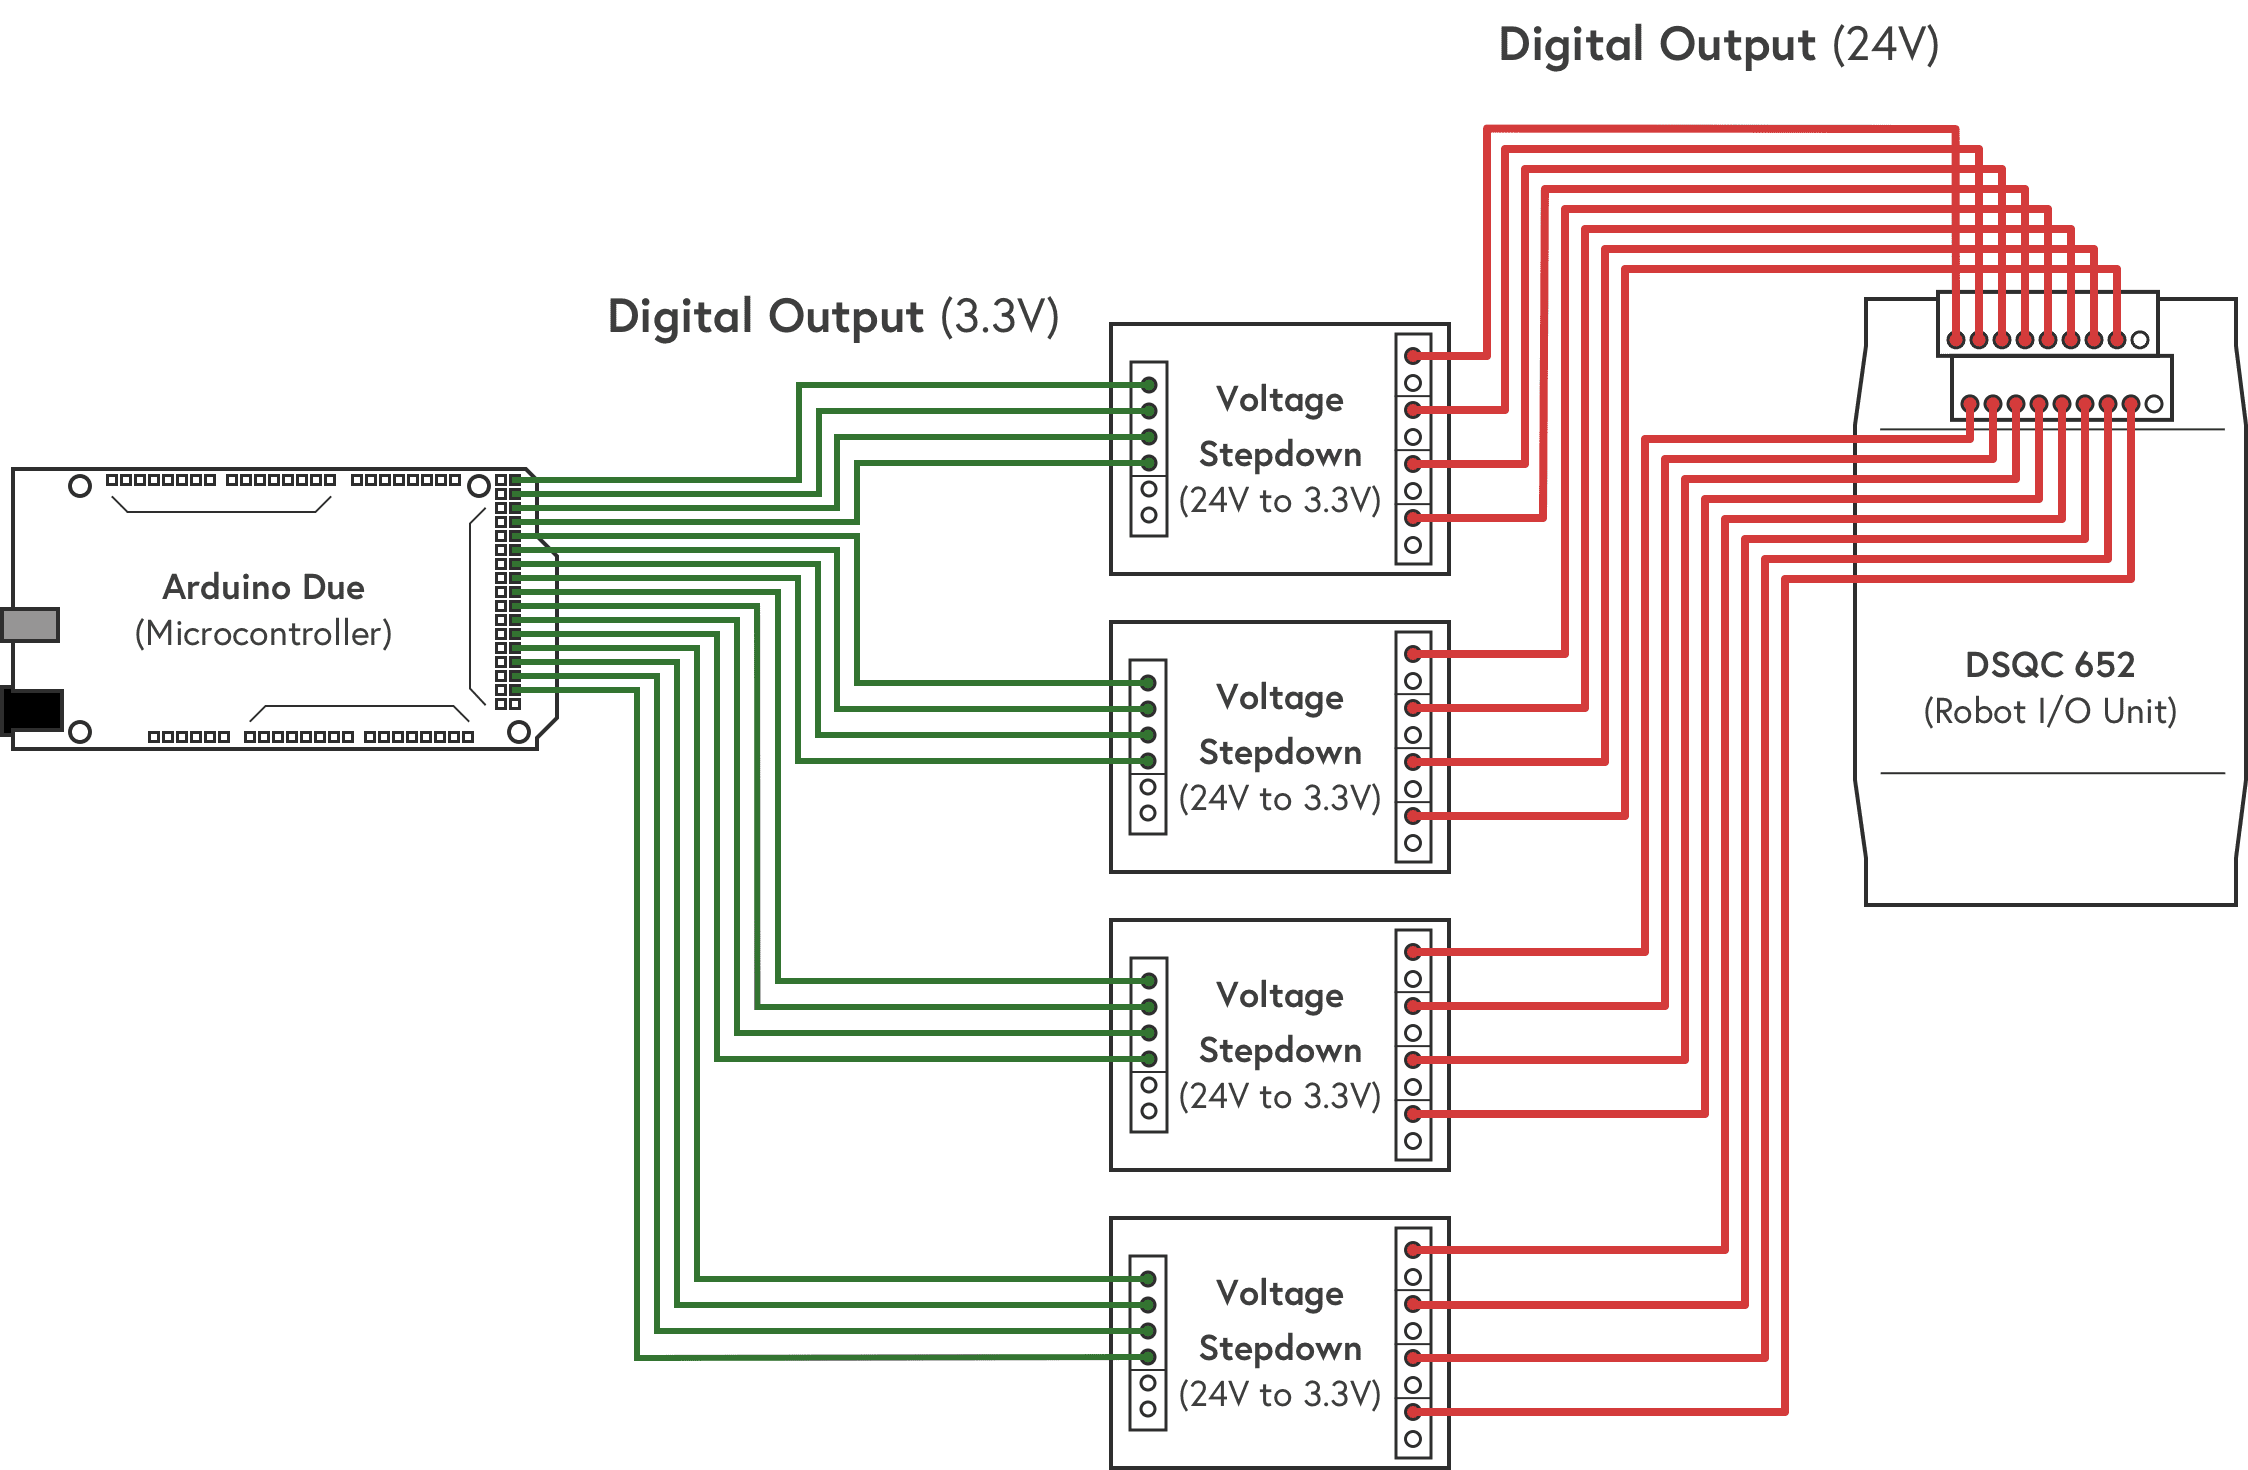 Digital Output (24V)
Digital Output (3.3V)
Arduino Due
(Microcontroller)
Voltage
Stepdown
(24V to 3.3V)
Voltage
Stepdown
(24V to 3.3V)
Voltage
Stepdown
(24V to 3.3V)
Voltage
Stepdown
(24V to 3.3V)
DSQC 652
(Robot I/O Unit)